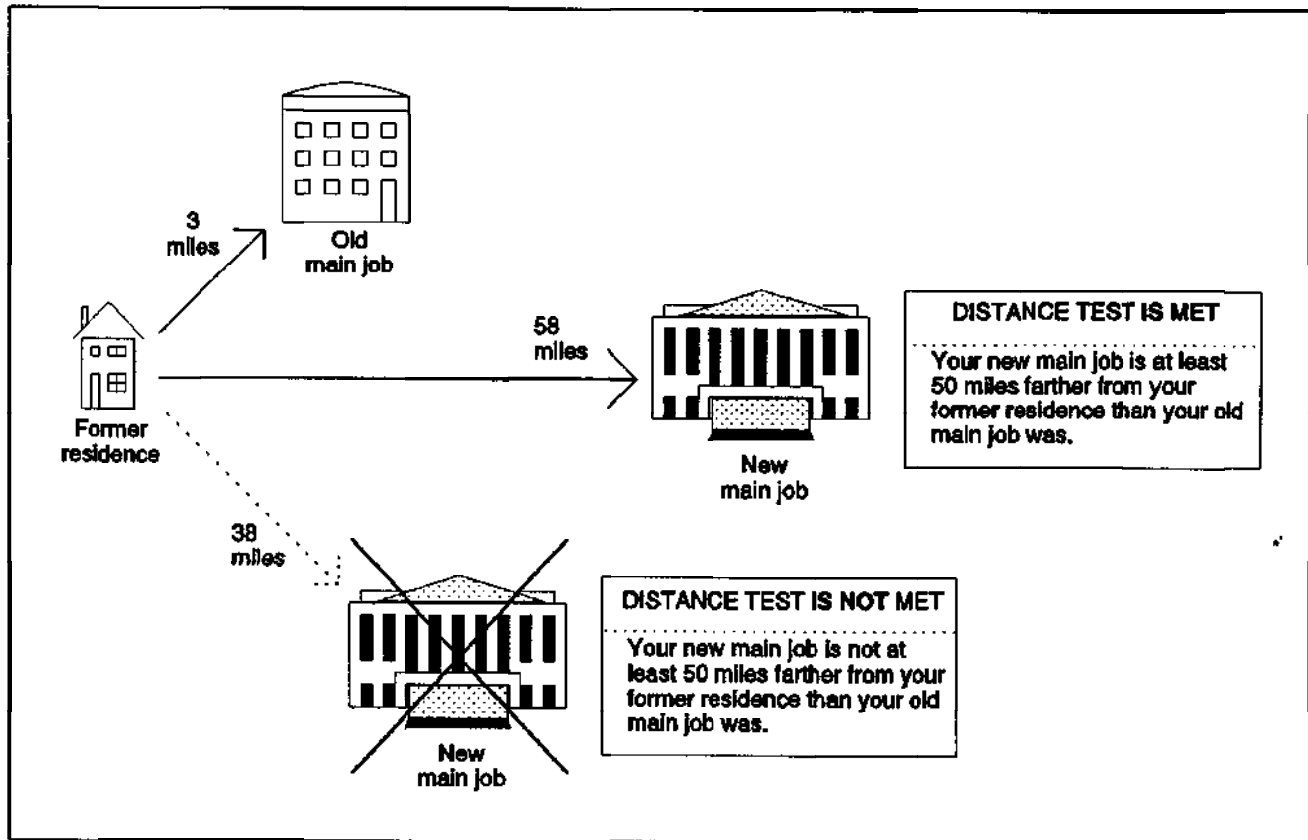 3
miles
Old
main job
Former
residence
58
miles
New
main job
DISTANCE TEST IS MET
Your new main job is at least
50 miles farther from your
former residence than your old
main job was.
38
miles
New
main job
DISTANCE TEST IS NOT MET
Your new main job is not at
least 50 miles farther from your
former residence than your old
main job was.